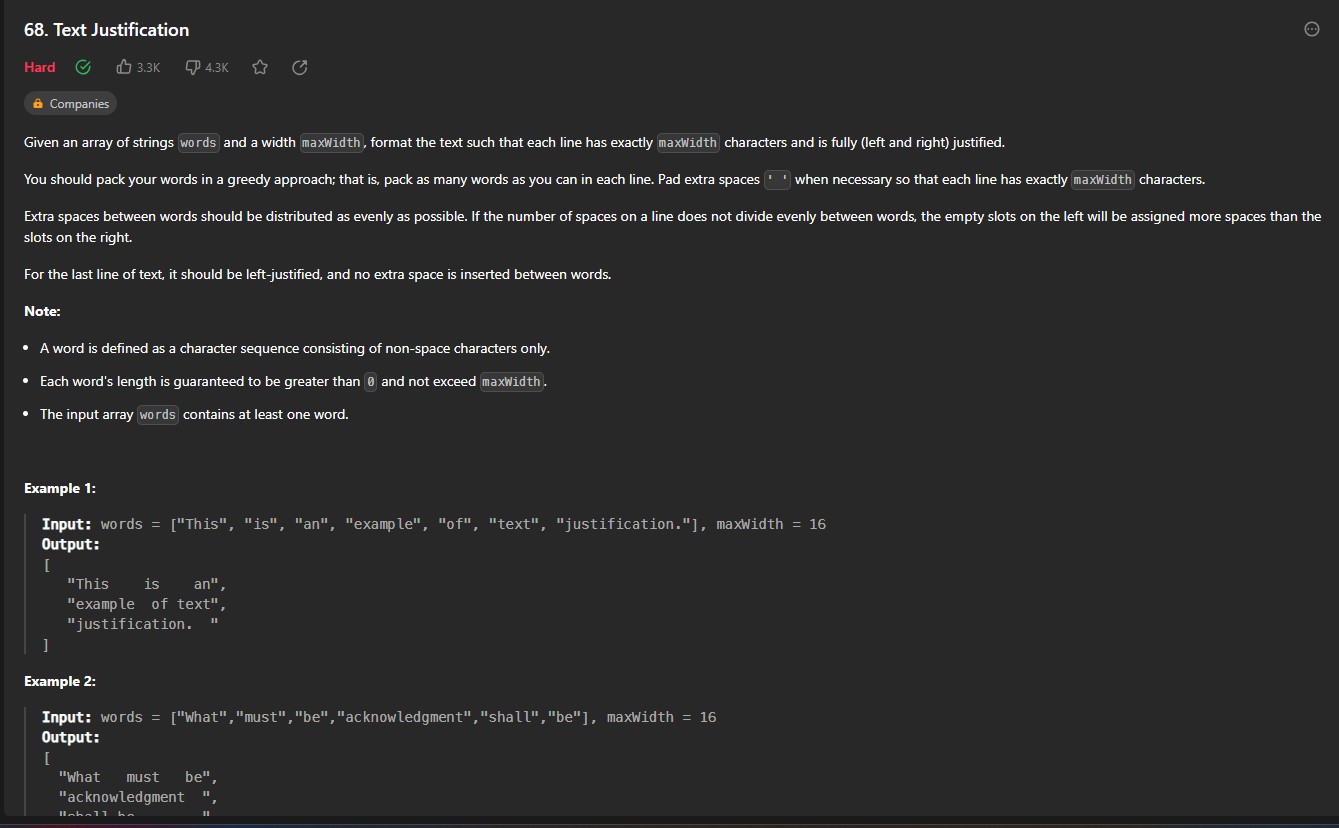 68. Text Justification
Hard 3.3K 4.3K
Companies
Given an array of strings words and a width maxWidth, format the text such that each line has exactly maxWidth characters and is fully (left and right) justified.
You should pack your words in a greedy approach; that is, pack as many words as you can in each line. Pad extra spaces ' ' when necessary so that each line has exactly maxWidth characters.
Extra spaces between words should be distributed as evenly as possible. If the number of spaces on a line does not divide evenly between words, the empty slots on the left will be assigned more spaces than the
slots on the right.
For the last line of text, it should be left-justified, and no extra space is inserted between words.
Note:
• A word is defined as a character sequence consisting of non-space characters only.
• Each word's length is guaranteed to be greater than 0 and not exceed maxWidth.
• The input array words contains at least one word.
Example 1:
Input: words = ["This", "is", "an", "example", "of", "text", "justification."], maxWidth = 16
Output:
[
   "This    is    an",
   "example  of text",
   "justification.  "
]
Example 2:
Input: words = ["What","must","be","acknowledgment","shall","be"], maxWidth = 16
Output:
[
  "What   must   be",
  "acknowledgment  ",
  "shall be        "